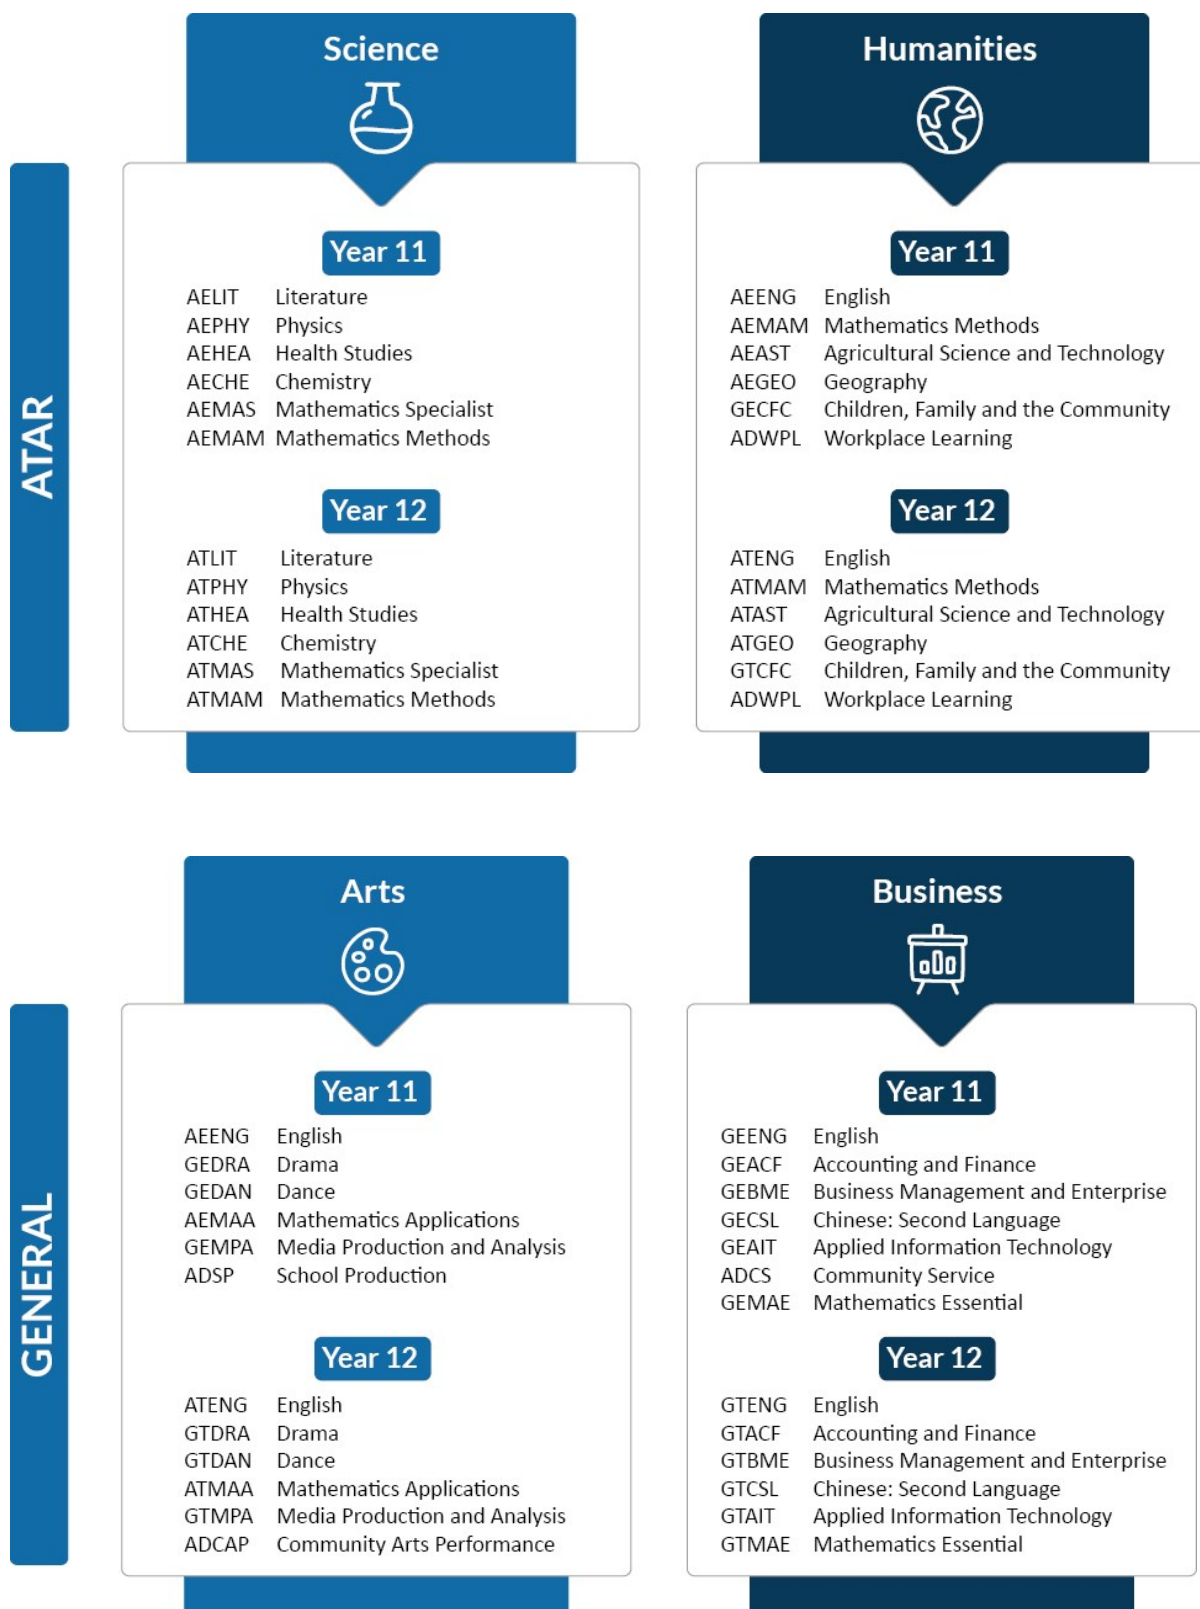 ATAR
Science
Year 11
AELIT Literature
AEPHY Physics
AEHEA Health Studies
AECHE Chemistry
AEMAS Mathematics Specialist
AEMAM Mathematics Methods
Year 12
ATLIT Literature
ATPHY Physics
ATHEA Health Studies
ATCHE Chemistry
ATMAS Mathematics Specialist
ATMAM Mathematics Methods
Humanities
Year 11
AEENG English
AEMAM Mathematics Methods
AEAST Agricultural Science and Technology
AEGEO Geography
GECFC Children, Family and the Community
ADWPL Workplace Learning
Year 12
ATENG English
ATMAM Mathematics Methods
ATAST Agricultural Science and Technology
ATGEO Geography
GTCFC Children, Family and the Community
ADWPL Workplace Learning
GENERAL
Arts
Year 11
AEENG English
GEDRA Drama
GEDAN Dance
AEMAA Mathematics Applications
GEMPA Media Production and Analysis
ADSP School Production
Year 12
ATENG English
GTDRA Drama
GTDAN Dance
ATMAA Mathematics Applications
GTMPA Media Production and Analysis
ADCAP Community Arts Performance
Business
Year 11
GEENG English
GEACF Accounting and Finance
GEBME Business Management and Enterprise
GECSL Chinese: Second Language
GEAIT Applied Information Technology
ADCS Community Service
GEMAE Mathematics Essential
Year 12
GTENG English
GTACF Accounting and Finance
GTBME Business Management and Enterprise
GTCSL Chinese: Second Language
GTAIT Applied Information Technology
GTMAE Mathematics Essential